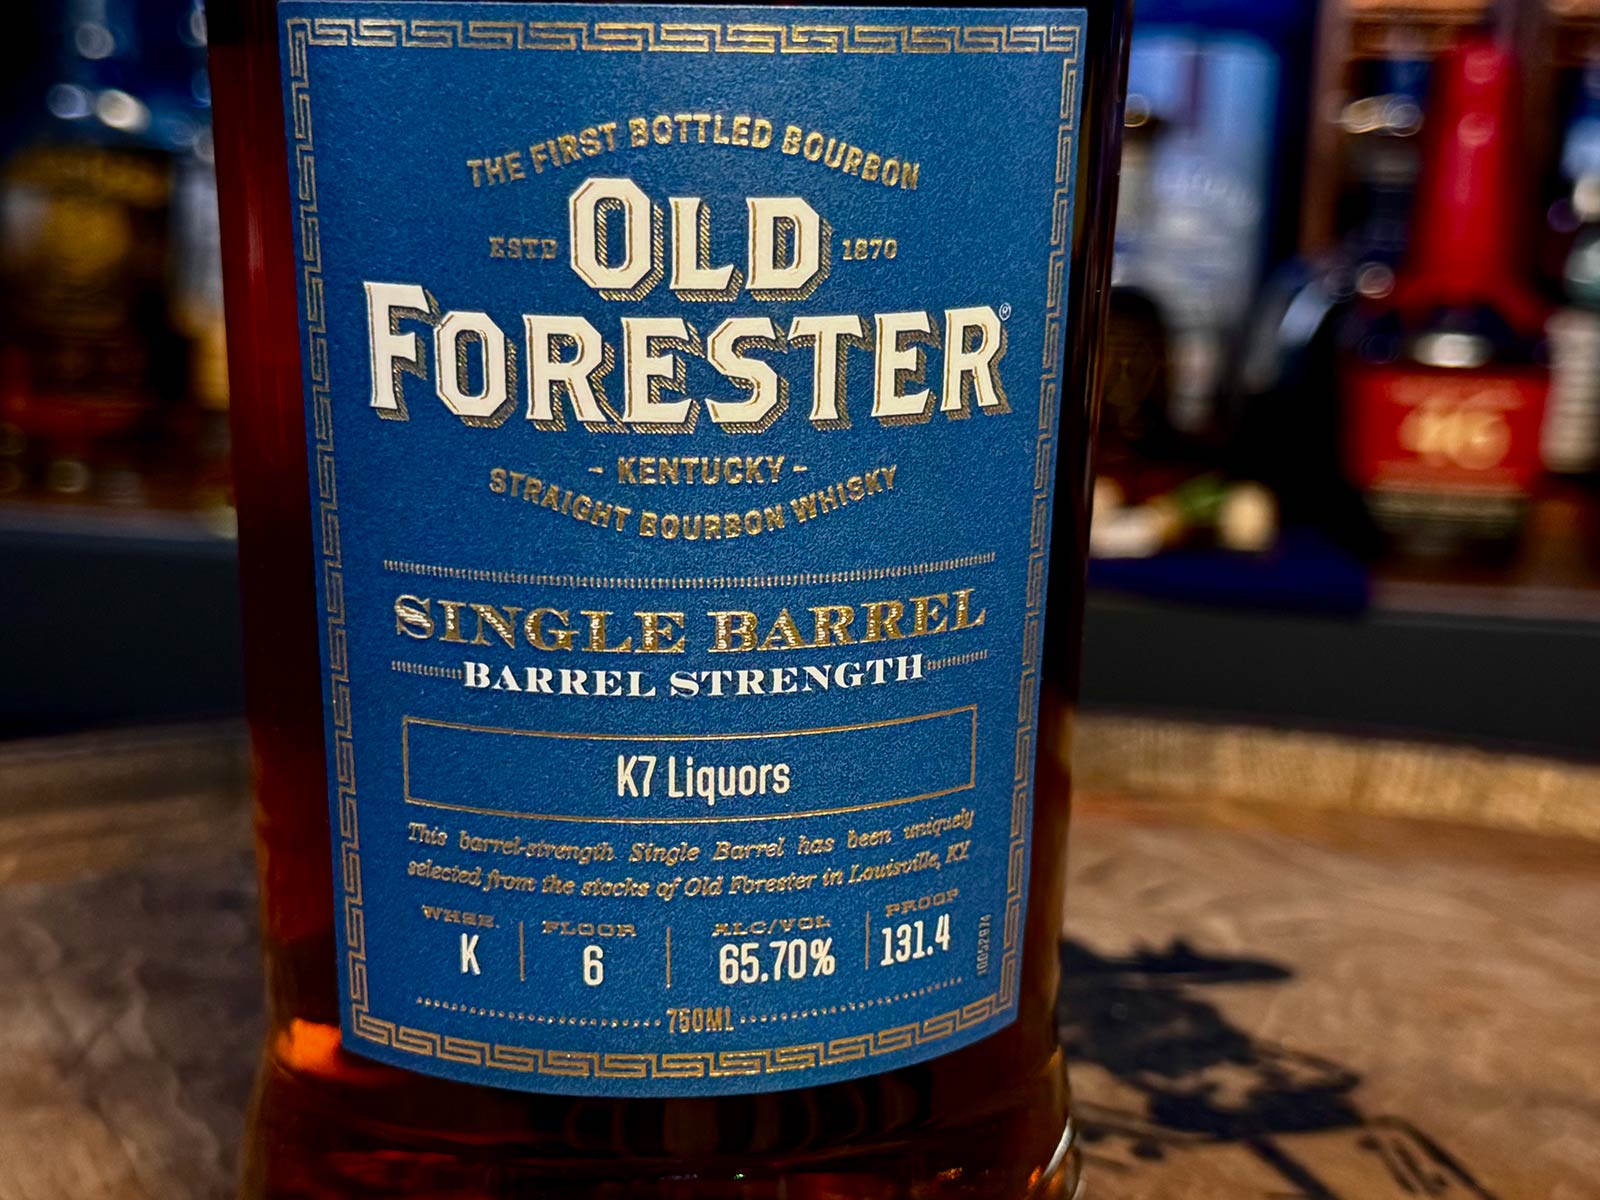 THE FIRST BOTTLED BOURBON
ESTD OLD 1870
FORESTER®
- KENTUCKY -
STRAIGHT BOURBON WHISKY
SINGLE BARREL
BARREL STRENGTH
K7 Liquors
This barrel-strength Single Barrel has been uniquely
selected from the stocks of Old Forester in Louisville, KY
WHSE. FLOOR ALC/VOL PROOF
K 6 65.70% 131.4
750ML
46